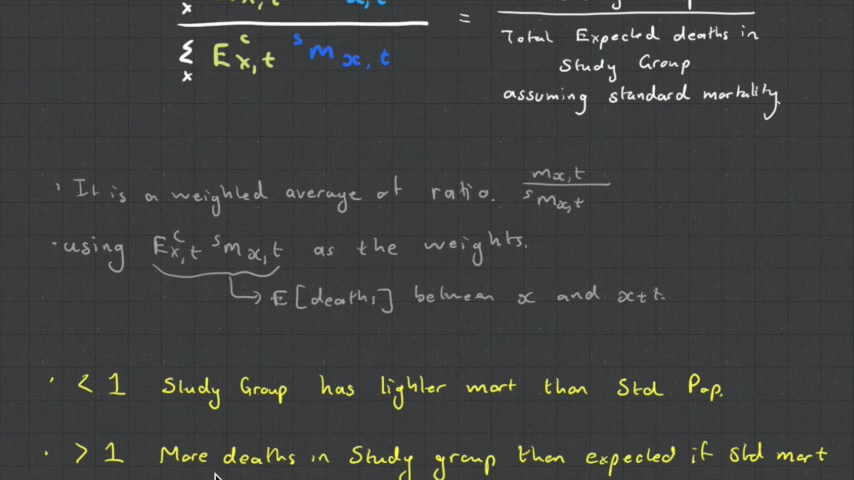 Σ_x E^c_{x,t} ^s m_{x,t} = Total Expected deaths in
Study Group
assuming standard mortality.
· It is a weighted average of ratio. m_{x,t} / ^s m_{x,t}
· using E^c_{x,t} ^s m_{x,t} as the weights.
↳ E[deaths] between x and x+t.
· < 1 Study Group has lighter mort than Std Pop.
· > 1 More deaths in Study group than expected if std mort